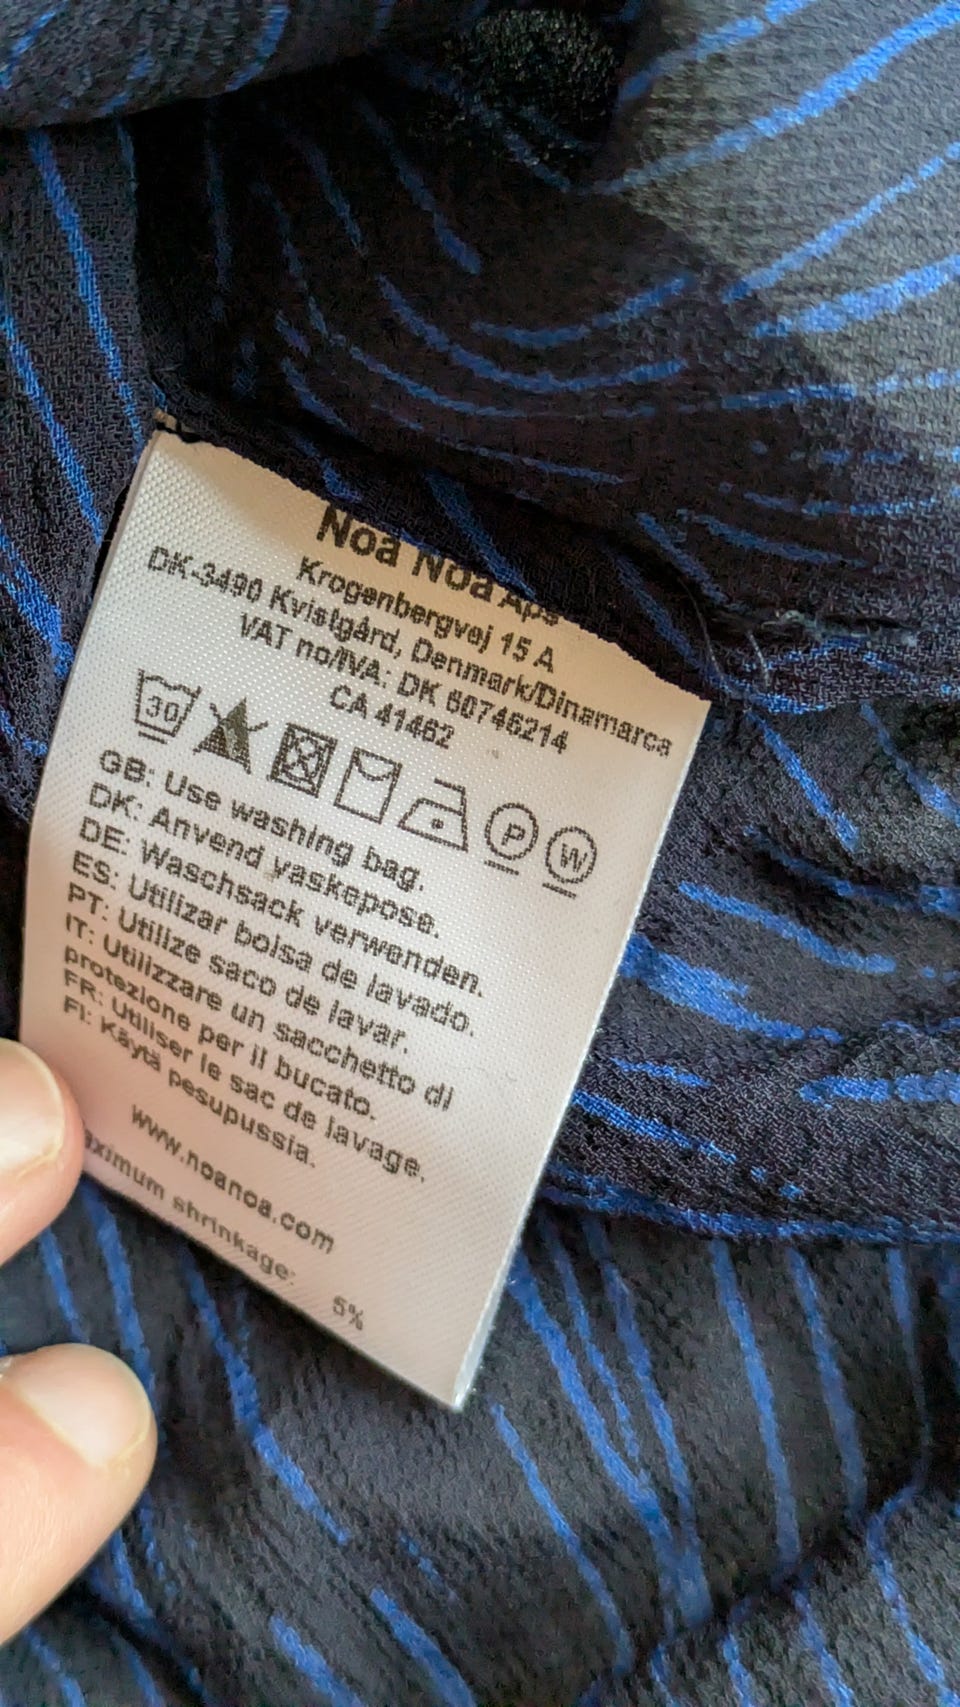 Noa Noa Aps
Krogenbergvej 15 A
DK-3490 Kvistgård, Denmark/Dinamarca
VAT no/IVA: DK 60746214
CA 41462
30
P
W
GB: Use washing bag.
DK: Anvend vaskepose.
DE: Waschsack verwenden.
ES: Utilizar bolsa de lavado.
PT: Utilize saco de lavar.
IT: Utilizzare un sacchetto di
protezione per il bucato.
FR: Utiliser le sac de lavage.
FI: Käytä pesupussia.
www.noanoa.com
aximum shrinkage:
5%